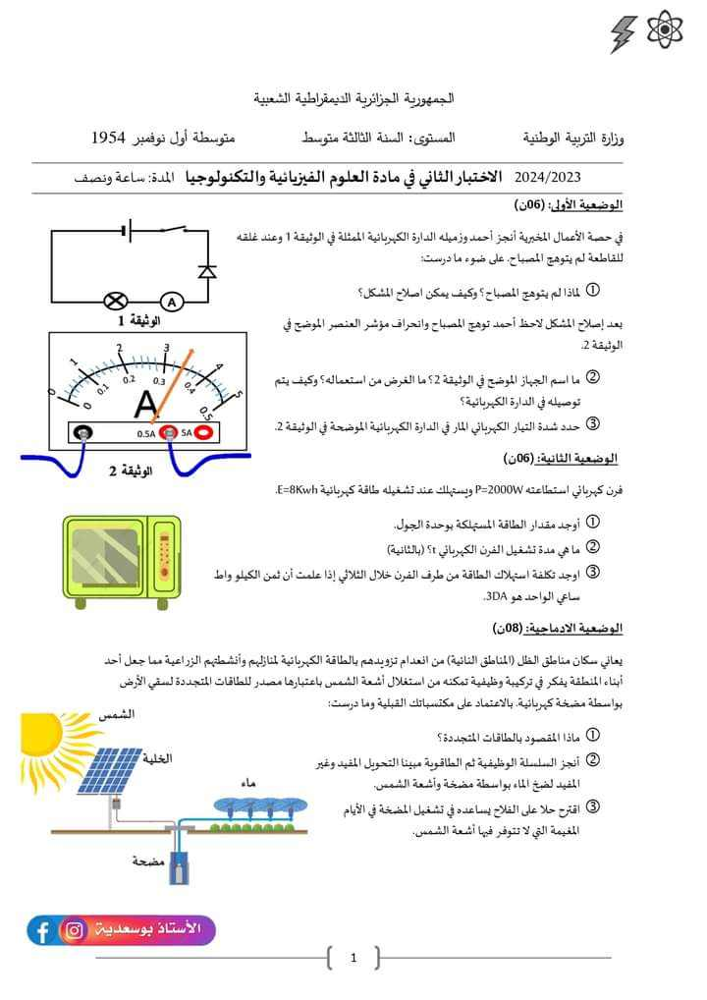 الجمهورية الجزائرية الديمقراطية الشعبية
وزارة التربية الوطنية المستوى: السنة الثالثة متوسط متوسطة أول نوفمبر 1954
2024/2023 الاختبار الثاني في مادة العلوم الفيزيائية والتكنولوجيا المدة: ساعة ونصف
الوضعية الأولى: (06ن)
في حصة الأعمال المخبرية أنجز أحمد وزميله الدارة الكهربائية الممثلة في الوثيقة 1 وعند غلقه
للقاطعة لم يتوهج المصباح. على ضوء ما درست:
① لماذا لم يتوهج المصباح؟ وكيف يمكن اصلاح المشكل؟
بعد إصلاح المشكل لاحظ أحمد توهج المصباح وانحراف مؤشر العنصر الموضح في
الوثيقة 2.
② ما اسم الجهاز الموضح في الوثيقة 2؟ ما الغرض من استعماله؟ وكيف يتم
توصيله في الدارة الكهربائية؟
③ حدد شدة التيار الكهربائي المار في الدارة الكهربائية الموضحة في الوثيقة 2.
A
الوثيقة 1
0 1 2 3 4 5
0 0.1 0.2 0.3 0.4 0.5
A
0.5A 5A
الوثيقة 2
الوضعية الثانية: (06ن)
فرن كهربائي استطاعته P=2000W ويستهلك عند تشغيله طاقة كهربائية E=8Kwh.
① أوجد مقدار الطاقة المستهلكة بوحدة الجول.
② ما هي مدة تشغيل الفرن الكهربائي t؟ (بالثانية)
③ اوجد تكلفة استهلاك الطاقة من طرف الفرن خلال الثلاثي إذا علمت أن ثمن الكيلو واط
ساعي الواحد هو 3DA.
الوضعية الادماجية: (08ن)
يعاني سكان مناطق الظل (المناطق النائية) من انعدام تزويدهم بالطاقة الكهربائية لمنازلهم وأنشطتهم الزراعية مما جعل أحد
أبناء المنطقة يفكر في تركيبة وظيفية تمكنه من استغلال أشعة الشمس باعتبارها مصدر للطاقات المتجددة لسقي الأرض
بواسطة مضخة كهربائية. بالاعتماد على مكتسباتك القبلية وما درست:
① ماذا المقصود بالطاقات المتجددة؟
② أنجز السلسلة الوظيفية ثم الطاقوية مبينا التحويل المفيد وغير
المفيد لضخ الماء بواسطة مضخة وأشعة الشمس.
③ اقترح حلا على الفلاح يساعده في تشغيل المضخة في الأيام
المغيمة التي لا تتوفر فيها أشعة الشمس.
الشمس
الخلية
ماء
مضخة
الأستاذ بوسعدية
1